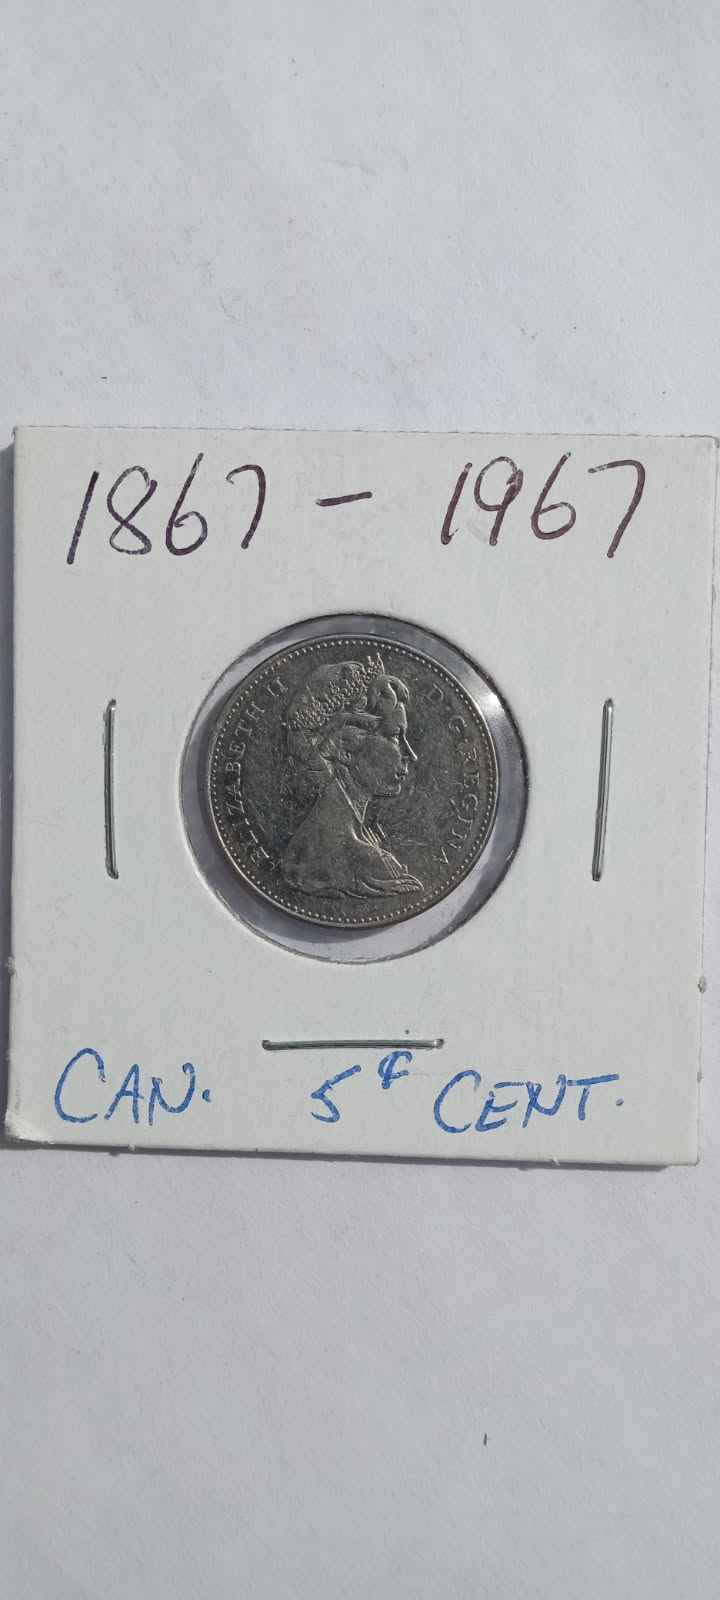 1867 - 1967
ELIZABETH II D·G·REGINA
CAN. 5¢ CENT.